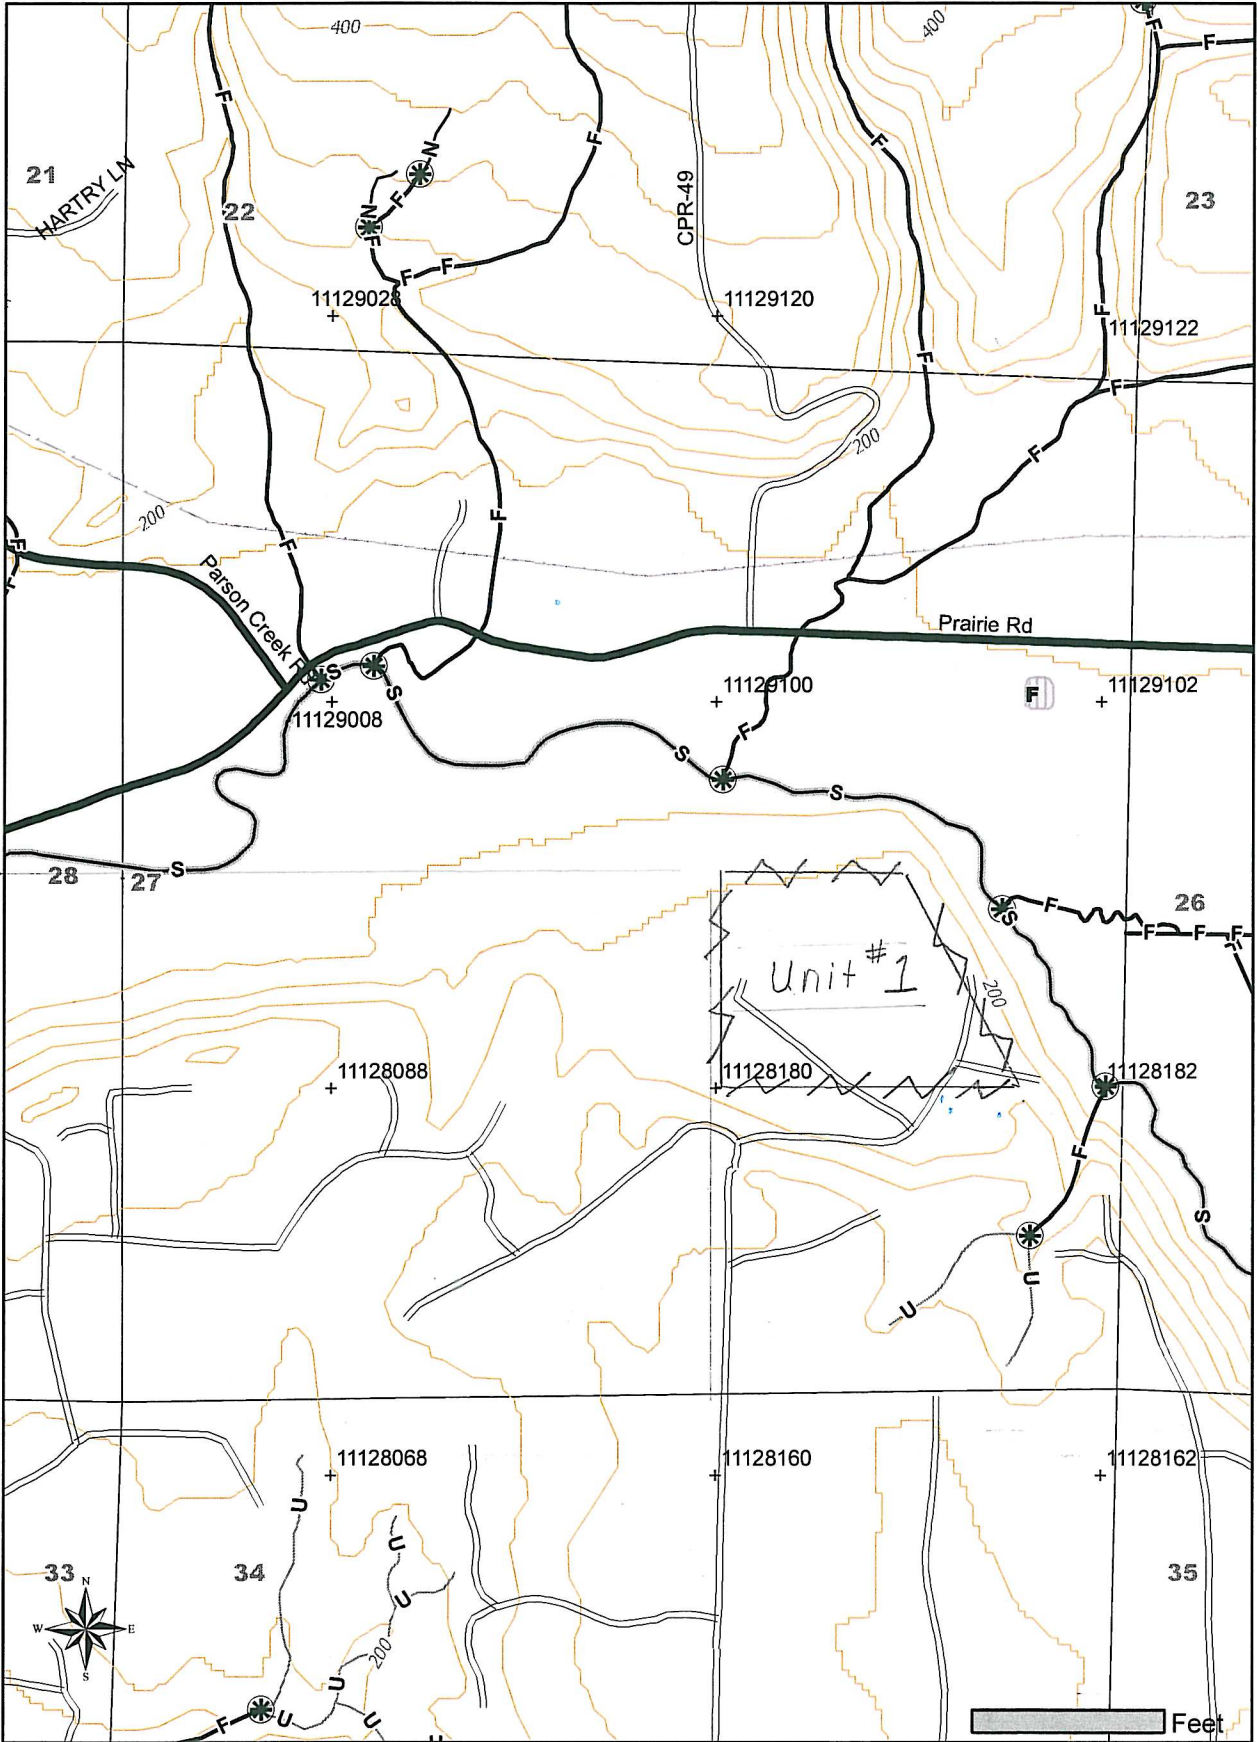 400
400
F
F
F
F
N
21
HARTRY LN
22
F
N
F
F
F
F
CPR-49
23
11129028
11129120
F
11129122
F
F
200
F
200
F
F
F
F
Parson Creek Rd
Prairie Rd
S
S
11129100
F
11129102
11129008
F
S
S
28
27
S
S
F
26
F
F
F
Unit #1
200
11128088
11128180
11128182
F
S
U
U
11128068
11128160
11128162
U
U
33
34
U
35
N
W
E
S
200
U
F
U
U
U
Feet